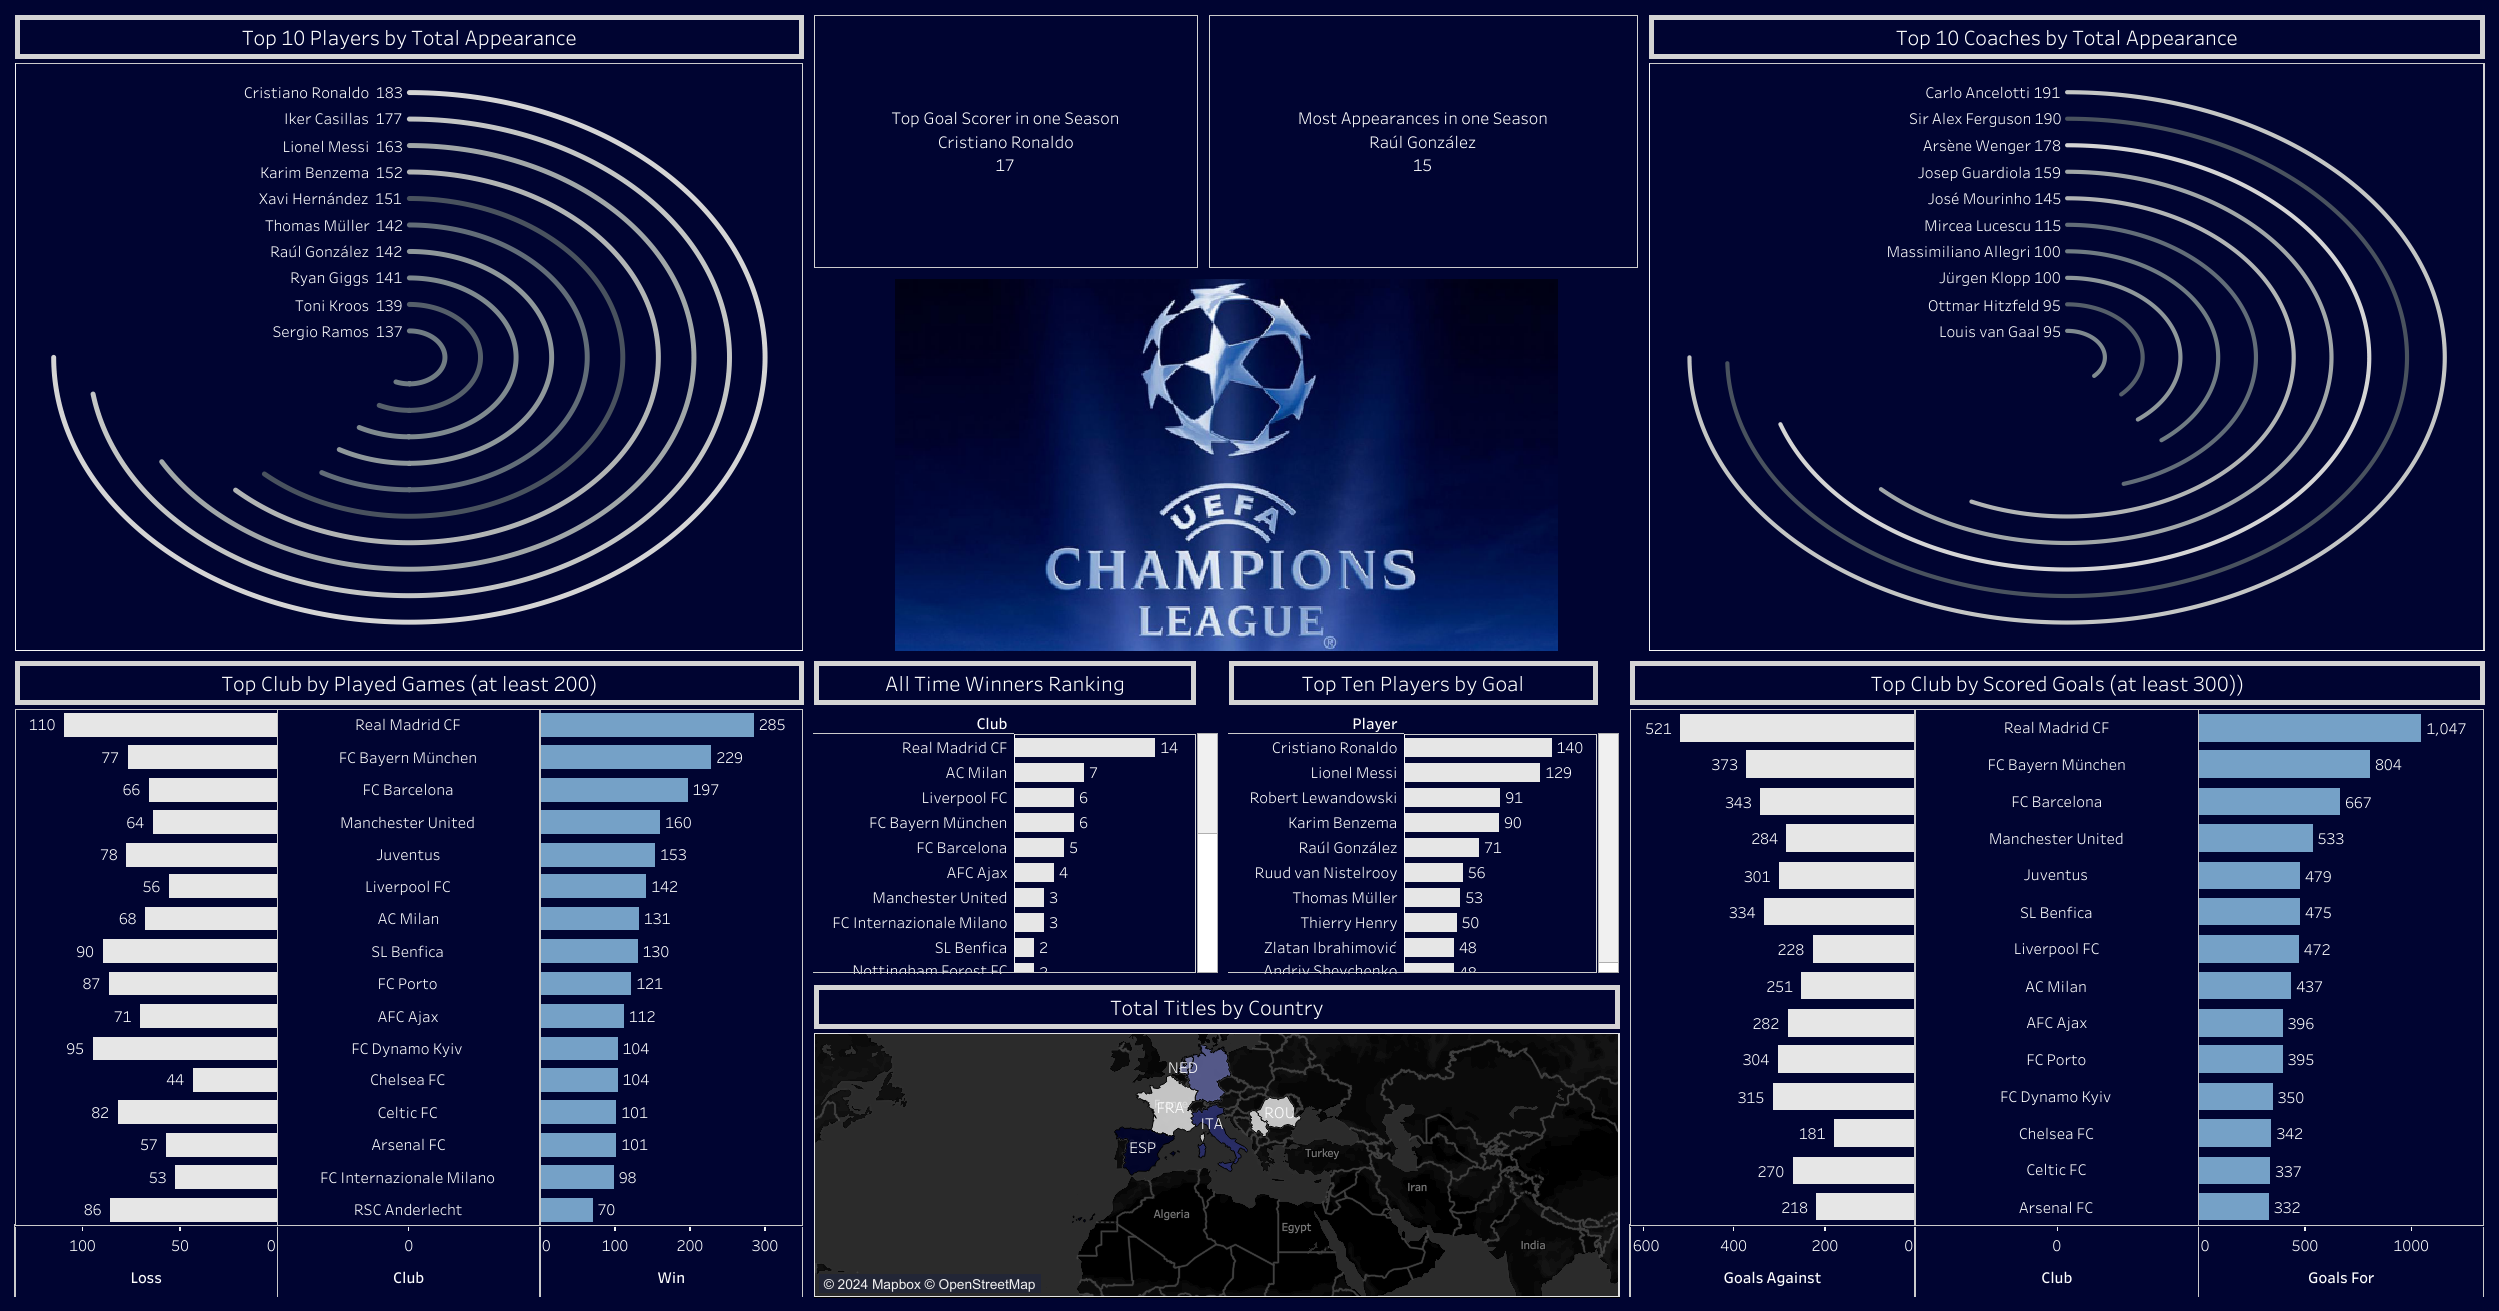 Top 10 Players by Total Appearance
Cristiano Ronaldo 183
Iker Casillas 177
Lionel Messi 163
Karim Benzema 152
Xavi Hernández 151
Thomas Müller 142
Raúl González 142
Ryan Giggs 141
Toni Kroos 139
Sergio Ramos 137
Top Goal Scorer in one Season
Cristiano Ronaldo
17
Most Appearances in one Season
Raúl González
15
UEFA
CHAMPIONS
LEAGUE®
Top 10 Coaches by Total Appearance
Carlo Ancelotti 191
Sir Alex Ferguson 190
Arsène Wenger 178
Josep Guardiola 159
José Mourinho 145
Mircea Lucescu 115
Massimiliano Allegri 100
Jürgen Klopp 100
Ottmar Hitzfeld 95
Louis van Gaal 95
Top Club by Played Games (at least 200)
110 Real Madrid CF 285
77 FC Bayern München 229
66 FC Barcelona 197
64 Manchester United 160
78 Juventus 153
56 Liverpool FC 142
68 AC Milan 131
90 SL Benfica 130
87 FC Porto 121
71 AFC Ajax 112
95 FC Dynamo Kyiv 104
44 Chelsea FC 104
82 Celtic FC 101
57 Arsenal FC 101
53 FC Internazionale Milano 98
86 RSC Anderlecht 70
100 50 0 0 0 100 200 300
Loss Club Win
All Time Winners Ranking
Club
Real Madrid CF 14
AC Milan 7
Liverpool FC 6
FC Bayern München 6
FC Barcelona 5
AFC Ajax 4
Manchester United 3
FC Internazionale Milano 3
SL Benfica 2
Nottingham Forest FC 2
Top Ten Players by Goal
Player
Cristiano Ronaldo 140
Lionel Messi 129
Robert Lewandowski 91
Karim Benzema 90
Raúl González 71
Ruud van Nistelrooy 56
Thomas Müller 53
Thierry Henry 50
Zlatan Ibrahimović 48
Andriy Shevchenko 48
Total Titles by Country
NED
FRA
ROU
ITA
ESP
Turkey
Iran
Algeria
Egypt
India
© 2024 Mapbox © OpenStreetMap
Top Club by Scored Goals (at least 300))
521 Real Madrid CF 1,047
373 FC Bayern München 804
343 FC Barcelona 667
284 Manchester United 533
301 Juventus 479
334 SL Benfica 475
228 Liverpool FC 472
251 AC Milan 437
282 AFC Ajax 396
304 FC Porto 395
315 FC Dynamo Kyiv 350
181 Chelsea FC 342
270 Celtic FC 337
218 Arsenal FC 332
600 400 200 0 0 0 500 1000
Goals Against Club Goals For